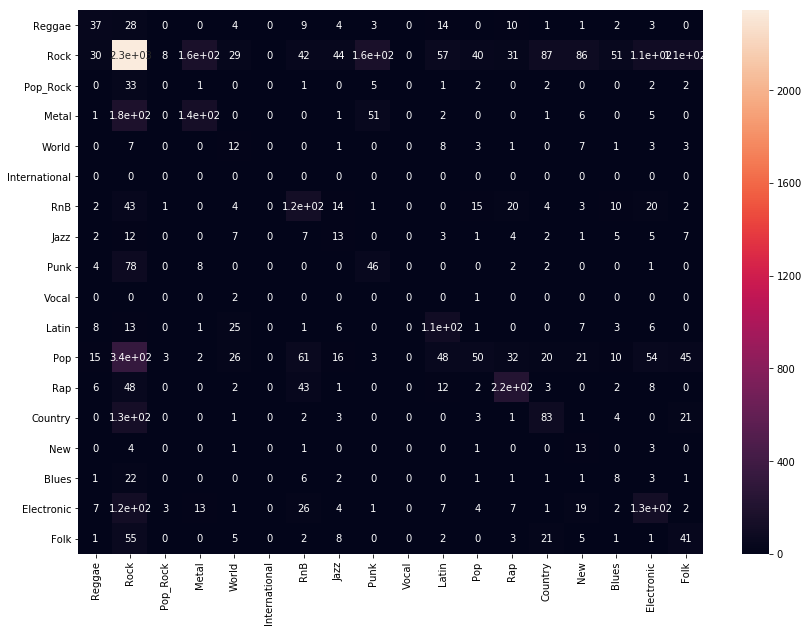 Reggae 37 28 0 0 4 0 9 4 3 0 14 0 10 1 1 2 3 0
Rock 30 2.3e+03 8 1.6e+02 29 0 42 44 1.6e+02 0 57 40 31 87 86 51 1.1e+02 1.1e+02
Pop_Rock 0 33 0 1 0 0 1 0 5 0 1 2 0 2 0 0 2 2
Metal 1 1.8e+02 0 1.4e+02 0 0 0 1 51 0 2 0 0 1 6 0 5 0
World 0 7 0 0 12 0 0 1 0 0 8 3 1 0 7 1 3 3
International 0 0 0 0 0 0 0 0 0 0 0 0 0 0 0 0 0 0
RnB 2 43 1 0 4 0 1.2e+02 14 1 0 0 15 20 4 3 10 20 2
Jazz 2 12 0 0 7 0 7 13 0 0 3 1 4 2 1 5 5 7
Punk 4 78 0 8 0 0 0 0 46 0 0 0 2 2 0 0 1 0
Vocal 0 0 0 0 2 0 0 0 0 0 0 1 0 0 0 0 0 0
Latin 8 13 0 1 25 0 1 6 0 0 1.1e+02 1 0 0 7 3 6 0
Pop 15 3.4e+02 3 2 26 0 61 16 3 0 48 50 32 20 21 10 54 45
Rap 6 48 0 0 2 0 43 1 0 0 12 2 2.2e+02 3 0 2 8 0
Country 0 1.3e+02 0 0 1 0 2 3 0 0 0 3 1 83 1 4 0 21
New 0 4 0 0 1 0 1 0 0 0 0 1 0 0 13 0 3 0
Blues 1 22 0 0 0 0 6 2 0 0 0 1 1 1 1 8 3 1
Electronic 7 1.2e+02 3 13 1 0 26 4 1 0 7 4 7 1 19 2 1.3e+02 2
Folk 1 55 0 0 5 0 2 8 0 0 2 0 3 21 5 1 1 41
Reggae Rock Pop_Rock Metal World International RnB Jazz Punk Vocal Latin Pop Rap Country New Blues Electronic Folk
2000
1600
1200
800
400
0